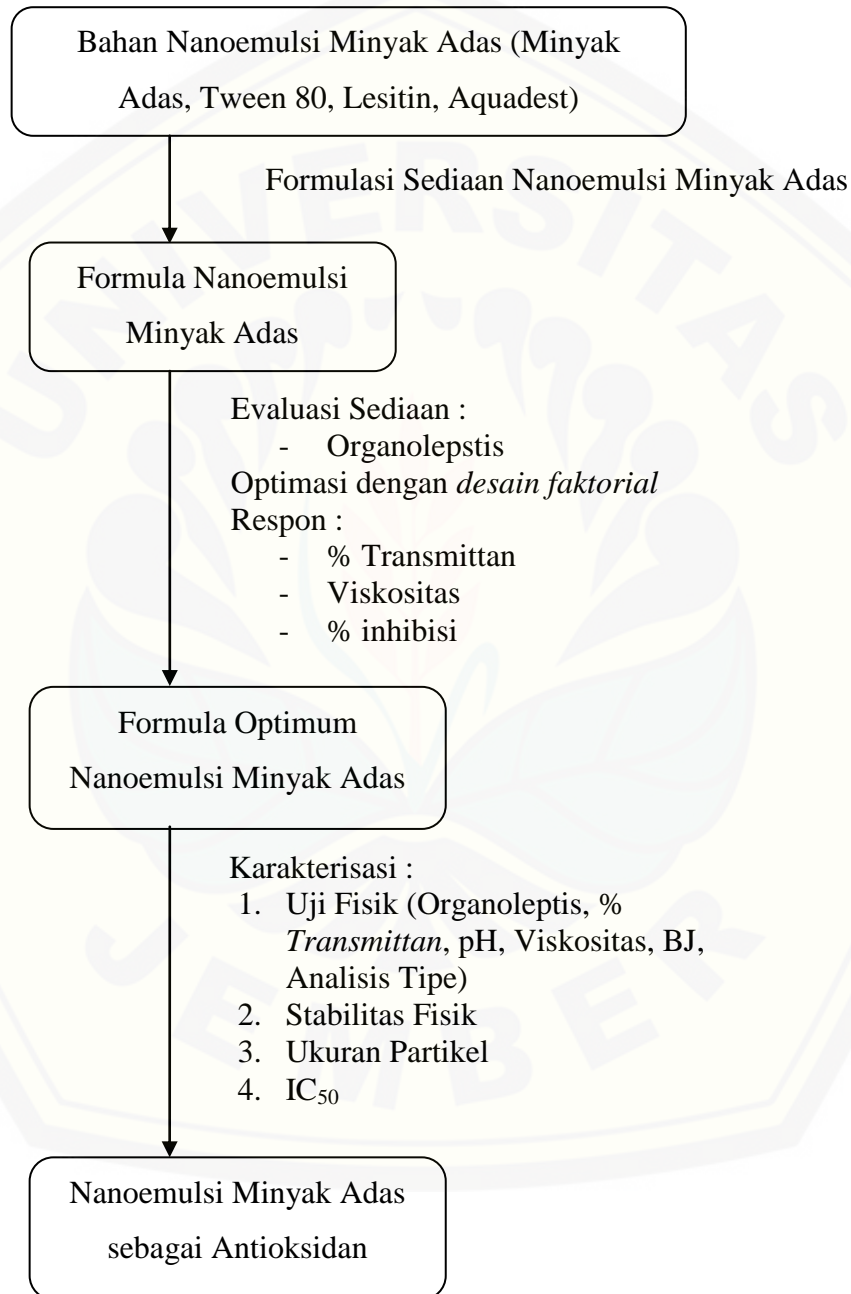 Bahan Nanoemulsi Minyak Adas (Minyak
Adas, Tween 80, Lesitin, Aquadest)
Formulasi Sediaan Nanoemulsi Minyak Adas
Formula Nanoemulsi
Minyak Adas
Evaluasi Sediaan :
- Organolepstis
Optimasi dengan desain faktorial
Respon :
- % Transmittan
- Viskositas
- % inhibisi
Formula Optimum
Nanoemulsi Minyak Adas
Karakterisasi :
1. Uji Fisik (Organoleptis, %
Transmittan, pH, Viskositas, BJ,
Analisis Tipe)
2. Stabilitas Fisik
3. Ukuran Partikel
4. IC50
Nanoemulsi Minyak Adas
sebagai Antioksidan
UNIVERSITAS
JEMBER